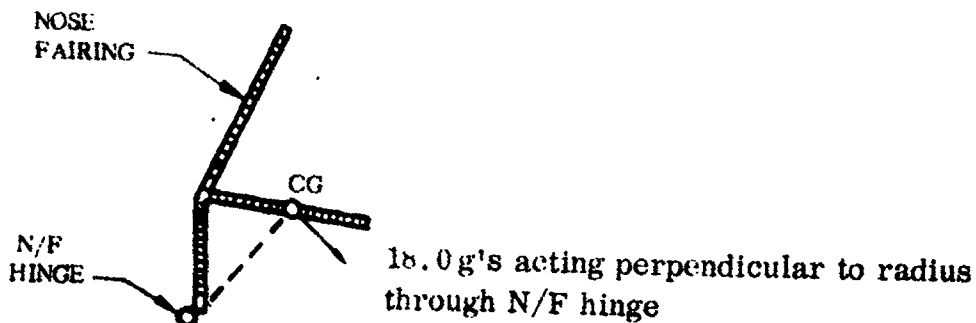 NOSE
FAIRING
CG
N/F
HINGE
18.0 g's acting perpendicular to radius
through N/F hinge